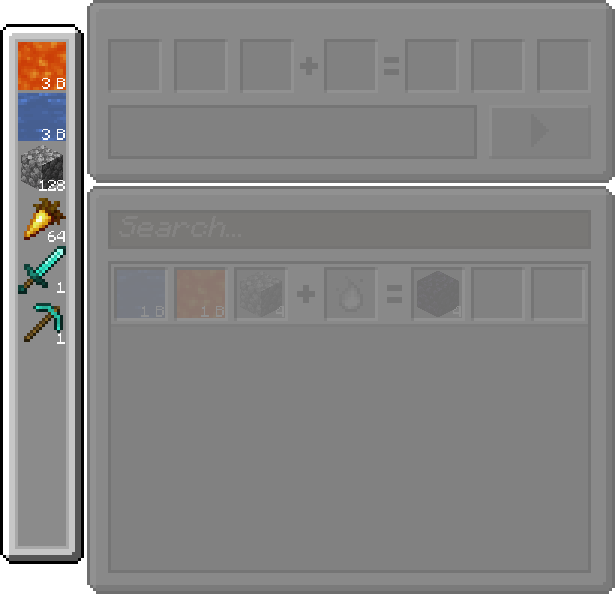 3 B
3 B
128
64
1
1
+ =
Search...
1 B 1 B 4 + = 4